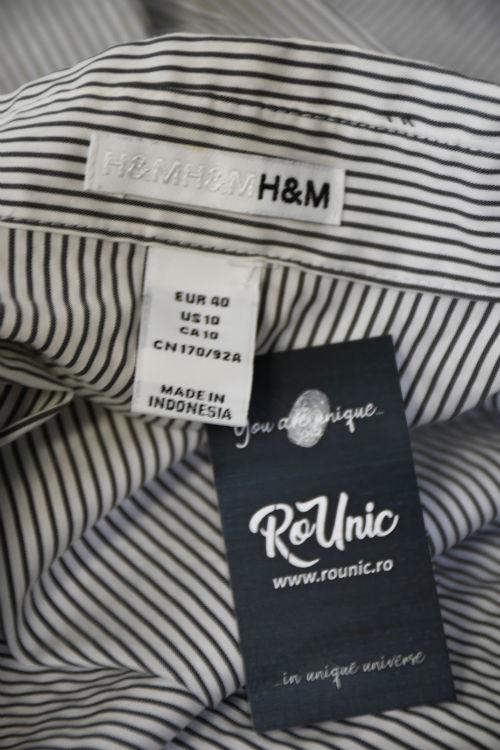 H&MH&MH&M
EUR 40
US 10
CA 10
CN 170/92A
MADE IN
INDONESIA
You are unique...
RoUnic
www.rounic.ro
...in unique universe